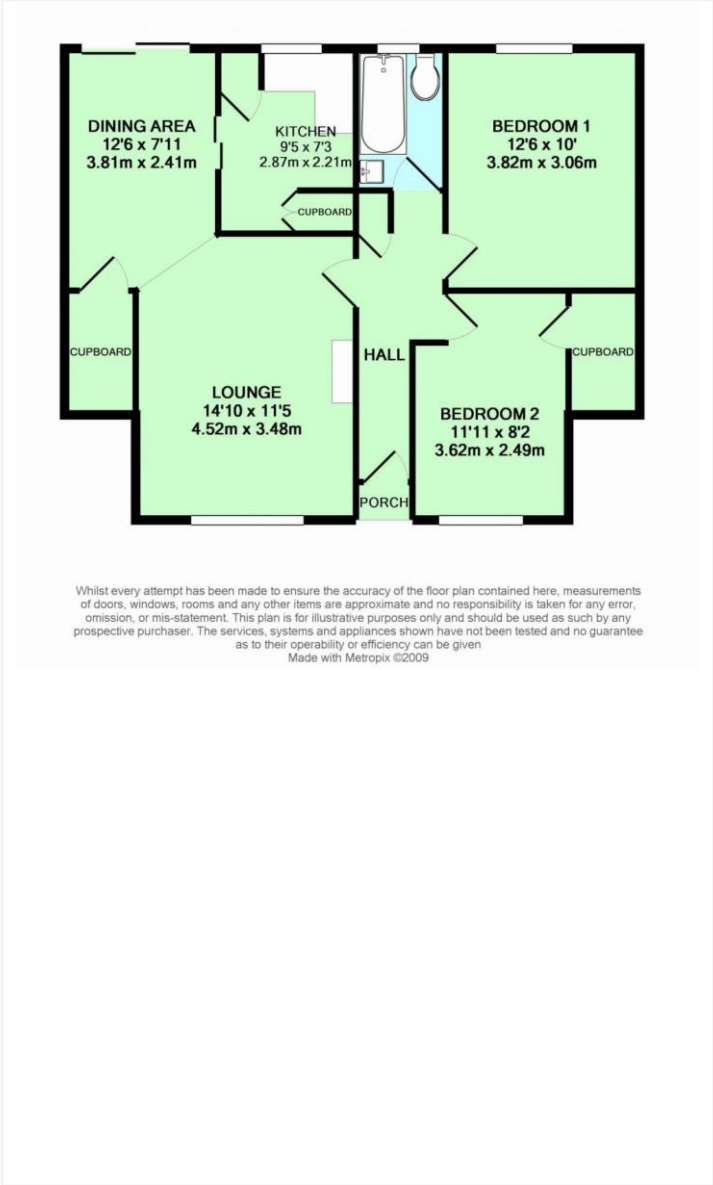 DINING AREA
12'6 x 7'11
3.81m x 2.41m
KITCHEN
9'5 x 7'3
2.87m x 2.21m
CUPBOARD
BEDROOM 1
12'6 x 10'
3.82m x 3.06m
CUPBOARD
LOUNGE
14'10 x 11'5
4.52m x 3.48m
HALL
PORCH
BEDROOM 2
11'11 x 8'2
3.62m x 2.49m
CUPBOARD
Whilst every attempt has been made to ensure the accuracy of the floor plan contained here, measurements
of doors, windows, rooms and any other items are approximate and no responsibility is taken for any error,
omission, or mis-statement. This plan is for illustrative purposes only and should be used as such by any
prospective purchaser. The services, systems and appliances shown have not been tested and no guarantee
as to their operability or efficiency can be given
Made with Metropix ©2009